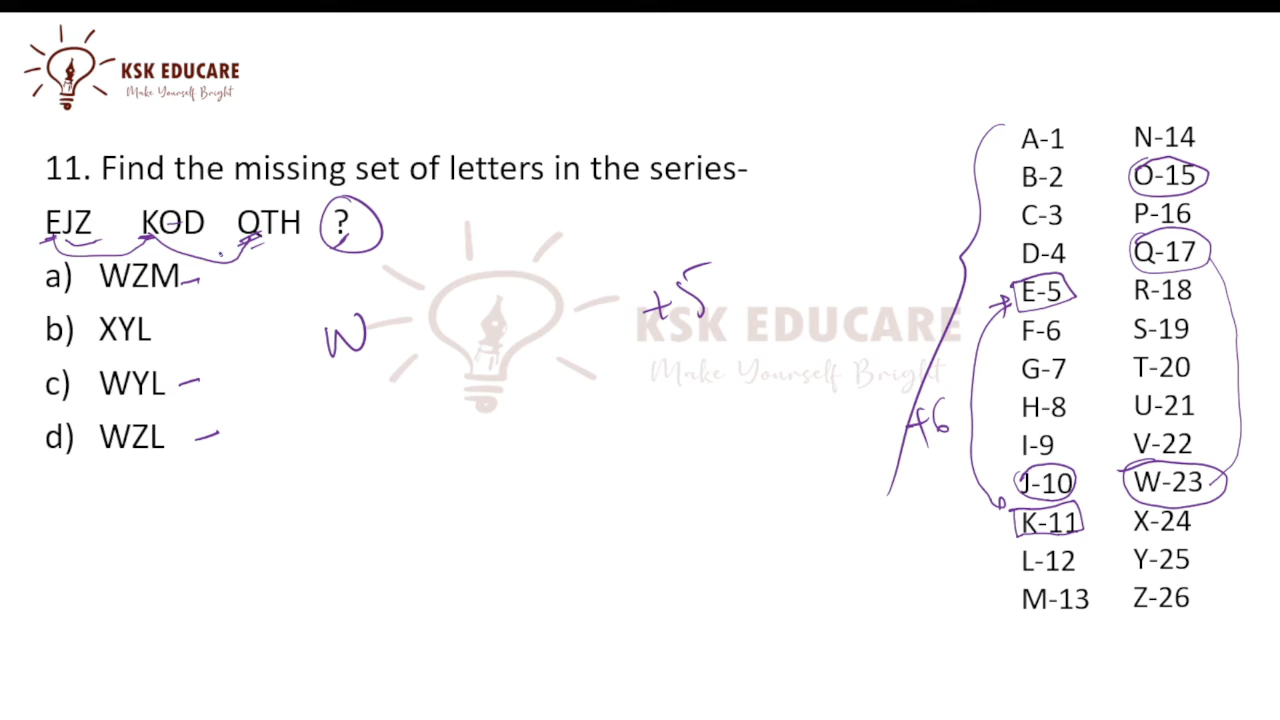 KSK EDUCARE
Make Yourself Bright
11. Find the missing set of letters in the series-
EJZ KOD QTH ?
a) WZM
b) XYL
c) WYL
d) WZL
W
+5
KSK EDUCARE
Make Yourself Bright
+6
A-1 N-14
B-2 O-15
C-3 P-16
D-4 Q-17
E-5 R-18
F-6 S-19
G-7 T-20
H-8 U-21
I-9 V-22
J-10 W-23
K-11 X-24
L-12 Y-25
M-13 Z-26